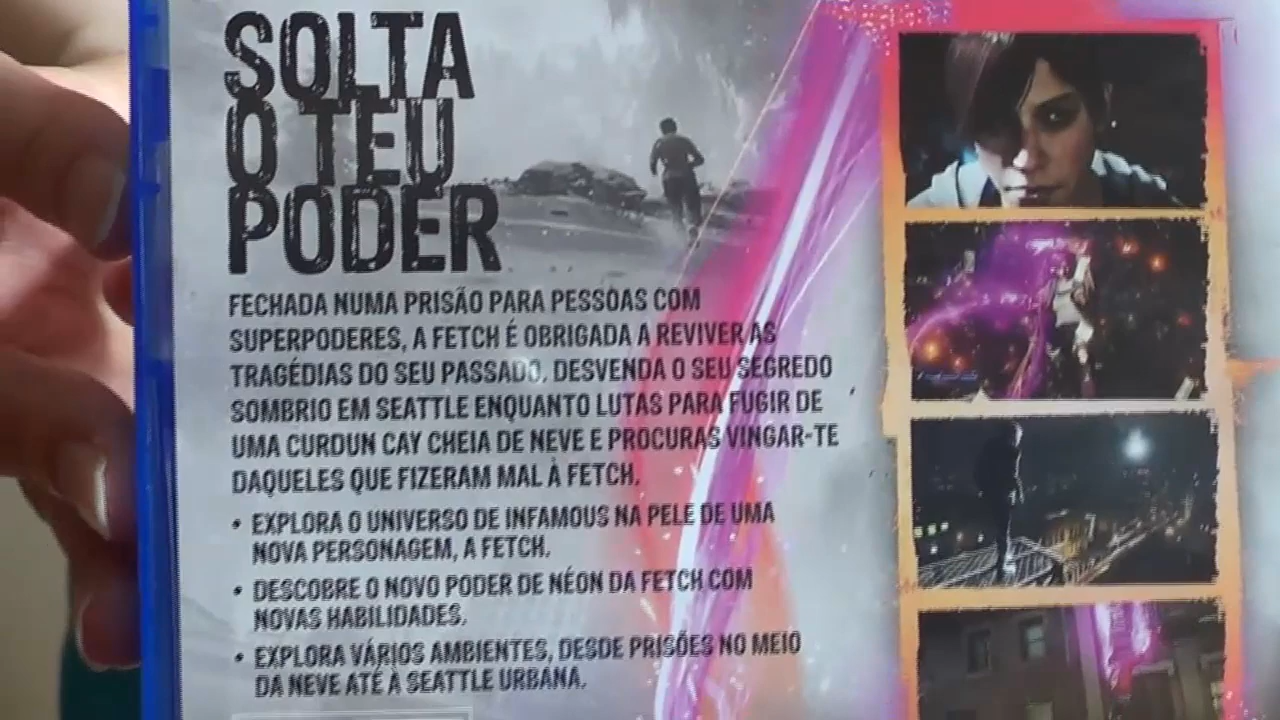 SOLTA
O TEU
PODER
FECHADA NUMA PRISÃO PARA PESSOAS COM
SUPERPODERES, A FETCH É OBRIGADA A REVIVER AS
TRAGÉDIAS DO SEU PASSADO. DESVENDA O SEU SEGREDO
SOMBRIO EM SEATTLE ENQUANTO LUTAS PARA FUGIR DE
UMA CURDUN CAY CHEIA DE NEVE E PROCURAS VINGAR-TE
DAQUELES QUE FIZERAM MAL À FETCH.
• EXPLORA O UNIVERSO DE INFAMOUS NA PELE DE UMA
NOVA PERSONAGEM, A FETCH.
• DESCOBRE O NOVO PODER DE NÉON DA FETCH COM
NOVAS HABILIDADES.
• EXPLORA VÁRIOS AMBIENTES, DESDE PRISÕES NO MEIO
DA NEVE ATÉ À SEATTLE URBANA.